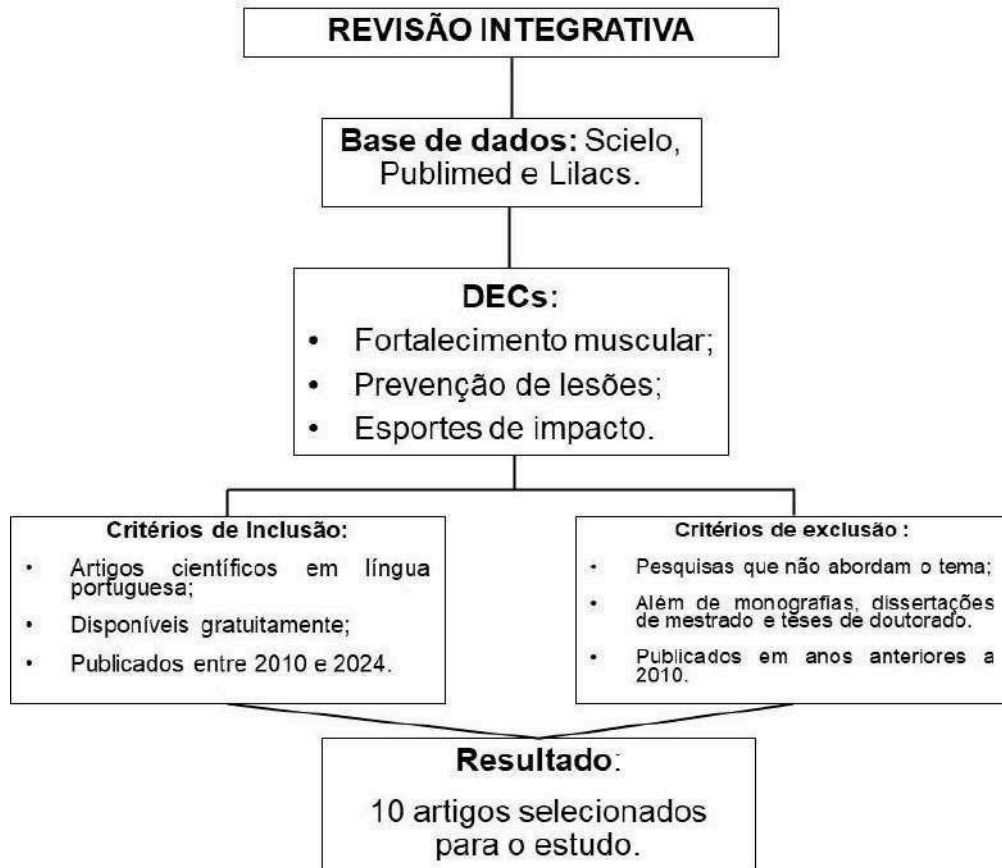 REVISÃO INTEGRATIVA
Base de dados: Scielo,
Publimed e Lilacs.
DECs:
• Fortalecimento muscular;
• Prevenção de lesões;
• Esportes de impacto.
Critérios de Inclusão:
• Artigos científicos em língua
portuguesa;
• Disponíveis gratuitamente;
• Publicados entre 2010 e 2024.
Critérios de exclusão :
• Pesquisas que não abordam o tema;
• Além de monografias, dissertações
de mestrado e teses de doutorado.
• Publicados em anos anteriores a
2010.
Resultado:
10 artigos selecionados
para o estudo.